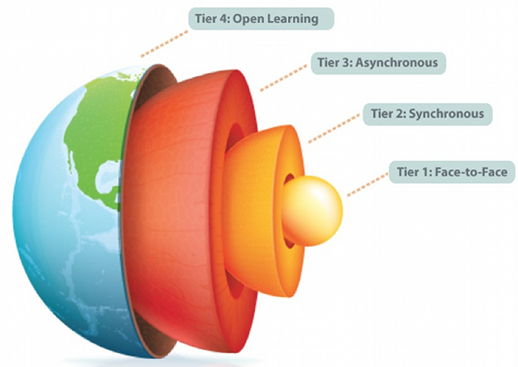 Tier 4: Open Learning
Tier 3: Asynchronous
Tier 2: Synchronous
Tier 1: Face-to-Face